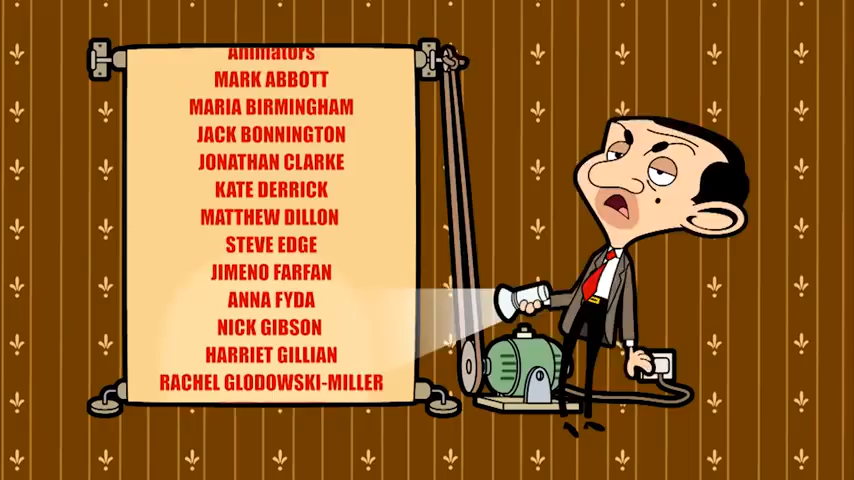 Animators
MARK ABBOTT
MARIA BIRMINGHAM
JACK BONNINGTON
JONATHAN CLARKE
KATE DERRICK
MATTHEW DILLON
STEVE EDGE
JIMENO FARFAN
ANNA FYDA
NICK GIBSON
HARRIET GILLIAN
RACHEL GLODOWSKI-MILLER